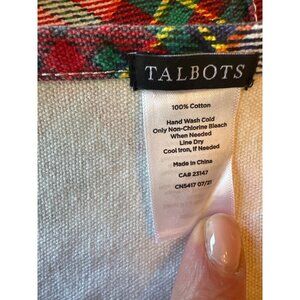 TALBOTS
100% Cotton
Hand Wash Cold
Only Non-Chlorine Bleach
When Needed
Line Dry
Cool Iron, If Needed
Made in China
CA# 23147
CN5417 07/21